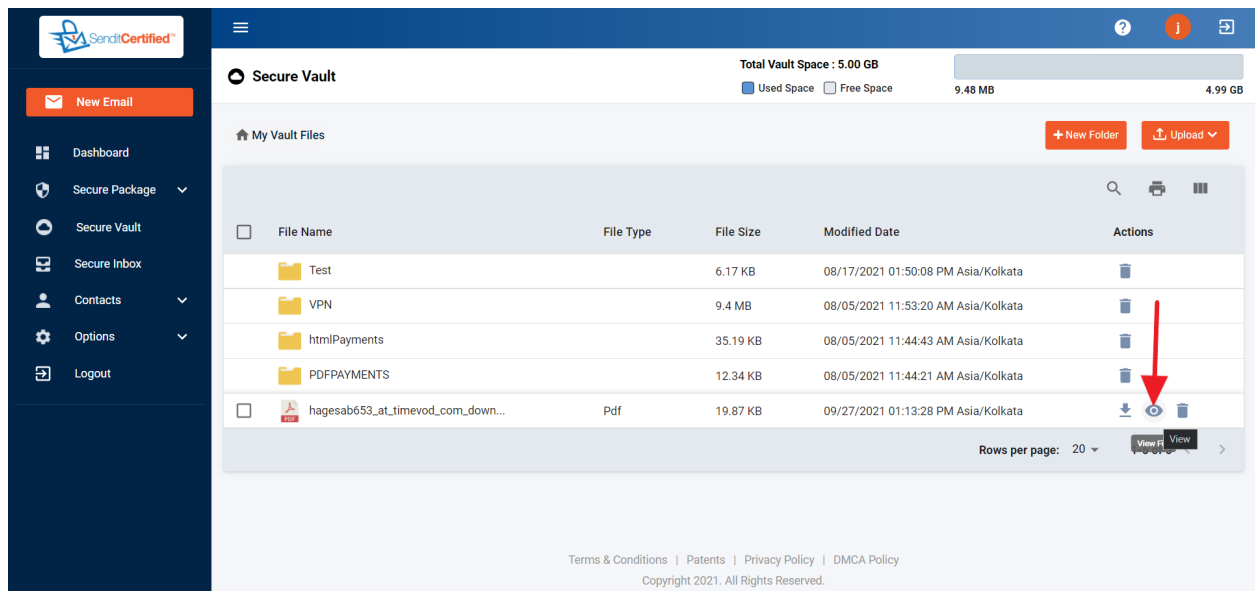 SenditCertified™
?
j
Secure Vault
Total Vault Space : 5.00 GB
Used Space Free Space
9.48 MB 4.99 GB
New Email
My Vault Files
+ New Folder
Upload
Dashboard
Secure Package
Secure Vault
Secure Inbox
Contacts
Options
Logout
File Name File Type File Size Modified Date Actions
Test 6.17 KB 08/17/2021 01:50:08 PM Asia/Kolkata
VPN 9.4 MB 08/05/2021 11:53:20 AM Asia/Kolkata
htmlPayments 35.19 KB 08/05/2021 11:44:43 AM Asia/Kolkata
PDFPAYMENTS 12.34 KB 08/05/2021 11:44:21 AM Asia/Kolkata
PDF hagesab653_at_timevod_com_down... Pdf 19.87 KB 09/27/2021 01:13:28 PM Asia/Kolkata
Rows per page: 20
View
Terms & Conditions | Patents | Privacy Policy | DMCA Policy
Copyright 2021. All Rights Reserved.